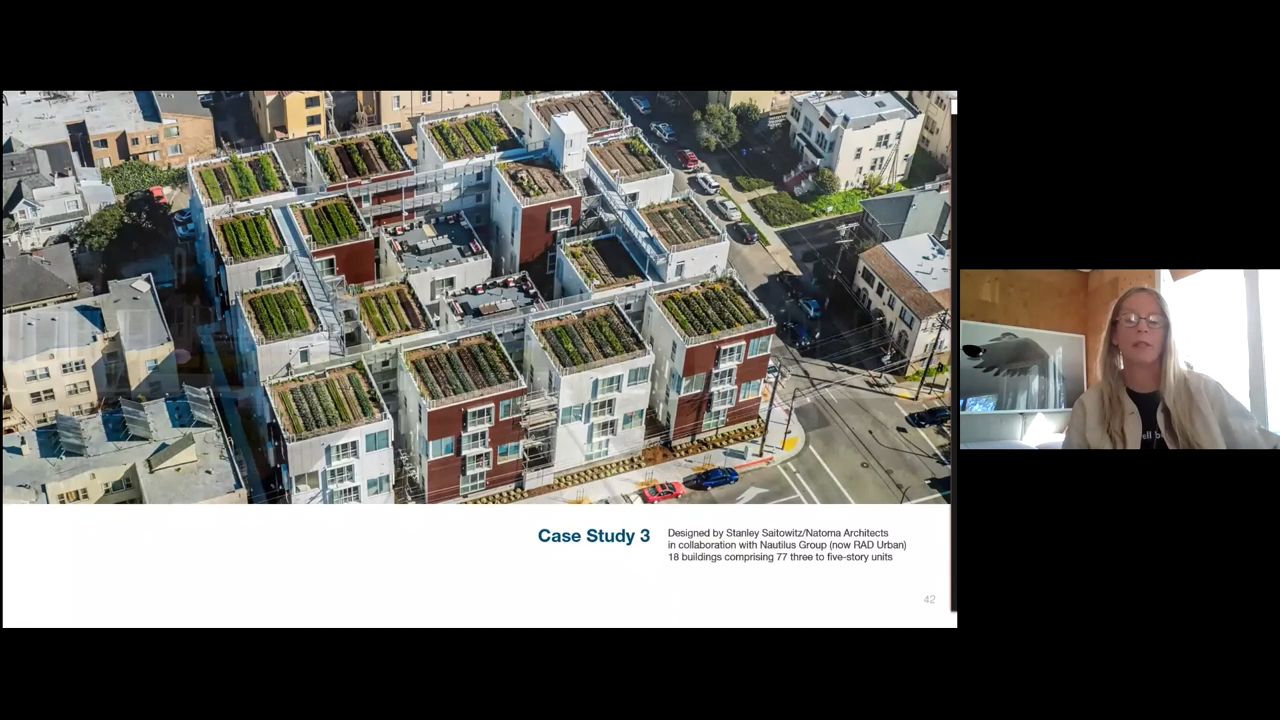 Case Study 3
Designed by Stanley Saitowitz/Natoma Architects
in collaboration with Nautilus Group (now RAD Urban)
18 buildings comprising 77 three to five-story units
42